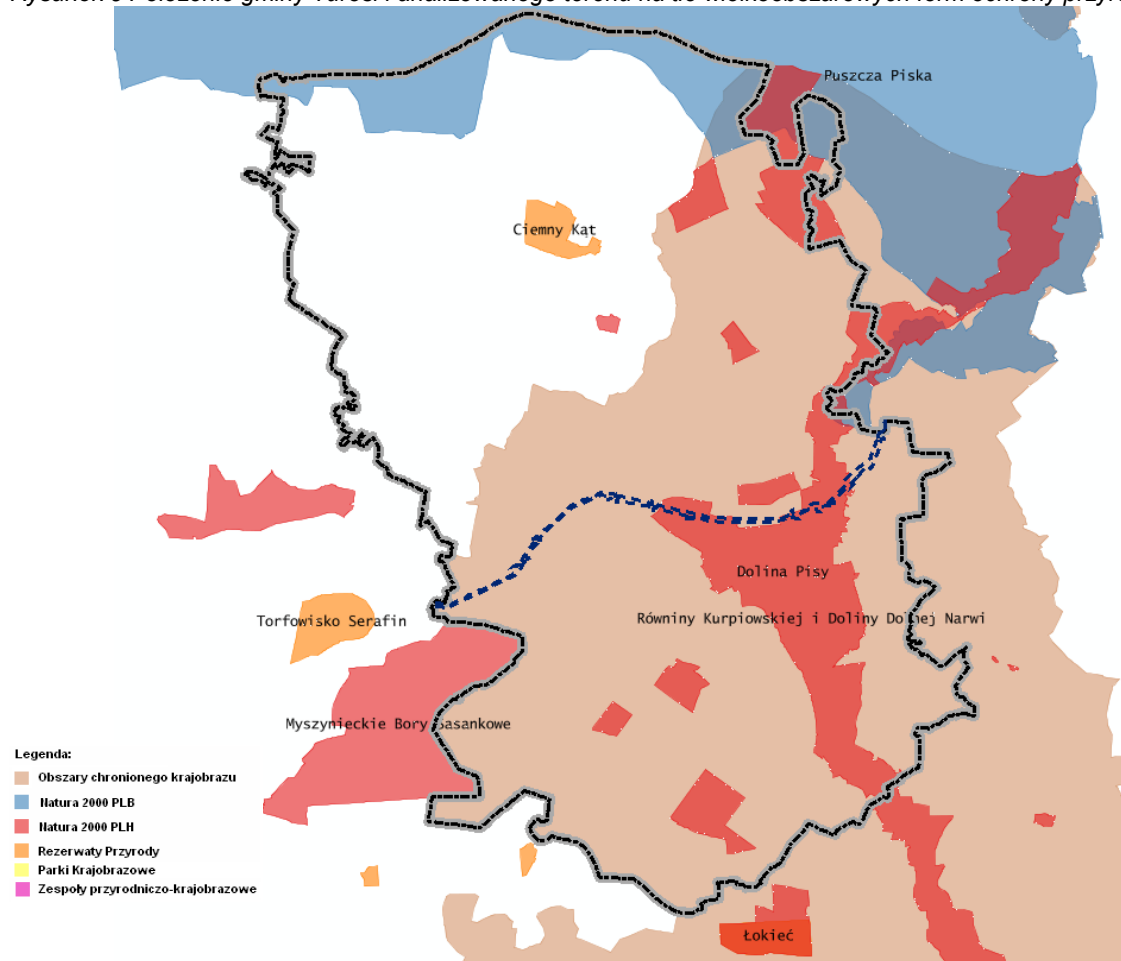 Puszcza Piska
Ciemny Kąt
Dolina Pisy
Torfowisko Serafin
Równiny Kurpiowskiej i Doliny Dolnej Narwi
Myszynieckie Bory Sasankowe
Legenda:
Obszary chronionego krajobrazu
Natura 2000 PLB
Natura 2000 PLH
Rezerwaty Przyrody
Parki Krajobrazowe
Zespoły przyrodniczo-krajobrazowe
Łokieć